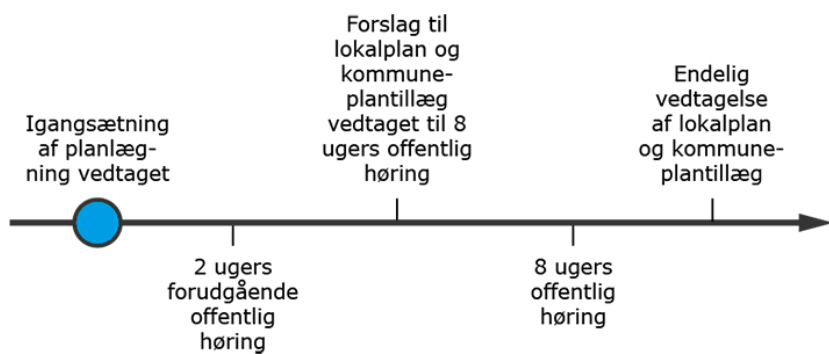 Igangsætning
af planlæg-
ning vedtaget
2 ugers
forudgående
offentlig
høring
Forslag til
lokalplan og
kommune-
plantillæg
vedtaget til 8
ugers offentlig
høring
8 ugers
offentlig
høring
Endelig
vedtagelse
af lokalplan
og kommune-
plantillæg